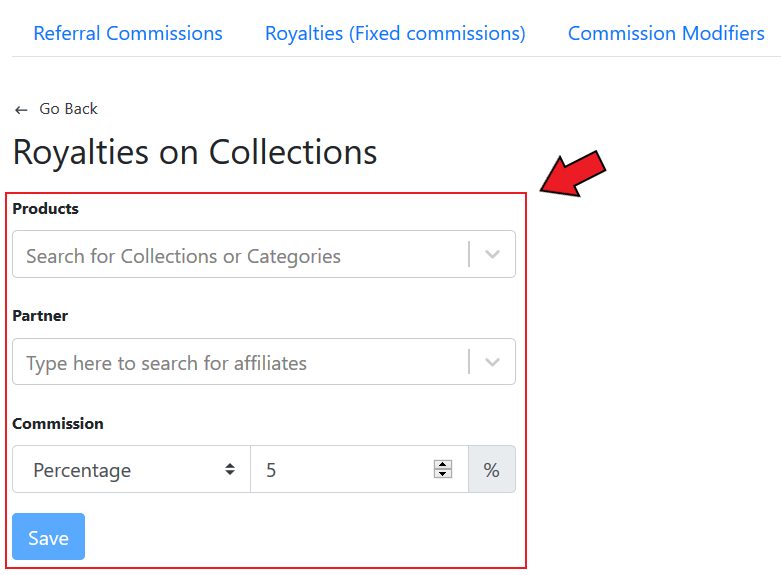 Referral Commissions Royalties (Fixed commissions) Commission Modifiers
← Go Back
Royalties on Collections
Products
Search for Collections or Categories
Partner
Type here to search for affiliates
Commission
Percentage 5 %
Save